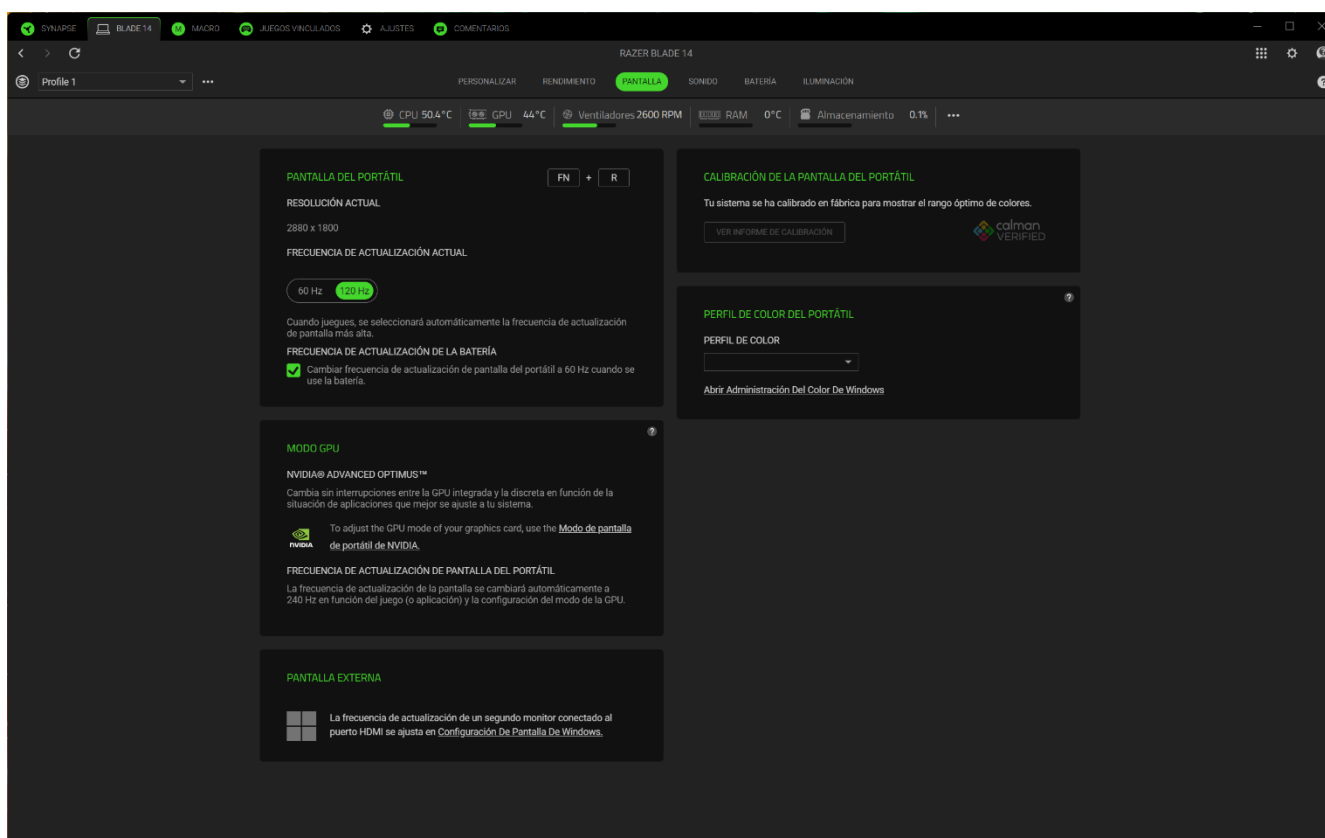 SYNAPSE BLADE 14 M MACRO JUEGOS VINCULADOS AJUSTES COMENTARIOS
RAZER BLADE 14
Profile 1
PERSONALIZAR RENDIMIENTO PANTALLA SONIDO BATERÍA ILUMINACIÓN
CPU 50.4°C GPU 44°C Ventiladores 2600 RPM RAM 0°C Almacenamiento 0.1%
PANTALLA DEL PORTÁTIL FN + R
RESOLUCIÓN ACTUAL
2880 x 1800
FRECUENCIA DE ACTUALIZACIÓN ACTUAL
60 Hz 120 Hz
Cuando juegues, se seleccionará automáticamente la frecuencia de actualización
de pantalla más alta.
FRECUENCIA DE ACTUALIZACIÓN DE LA BATERÍA
Cambiar frecuencia de actualización de pantalla del portátil a 60 Hz cuando se
use la batería.
MODO GPU
NVIDIA® ADVANCED OPTIMUS™
Cambia sin interrupciones entre la GPU integrada y la discreta en función de la
situación de aplicaciones que mejor se ajuste a tu sistema.
To adjust the GPU mode of your graphics card, use the Modo de pantalla
de portátil de NVIDIA.
NVIDIA
FRECUENCIA DE ACTUALIZACIÓN DE PANTALLA DEL PORTÁTIL
La frecuencia de actualización de la pantalla se cambiará automáticamente a
240 Hz en función del juego (o aplicación) y la configuración del modo de la GPU.
PANTALLA EXTERNA
La frecuencia de actualización de un segundo monitor conectado al
puerto HDMI se ajusta en Configuración De Pantalla De Windows.
CALIBRACIÓN DE LA PANTALLA DEL PORTÁTIL
Tu sistema se ha calibrado en fábrica para mostrar el rango óptimo de colores.
VER INFORME DE CALIBRACIÓN
calman
VERIFIED
PERFIL DE COLOR DEL PORTÁTIL
PERFIL DE COLOR
Abrir Administración Del Color De Windows